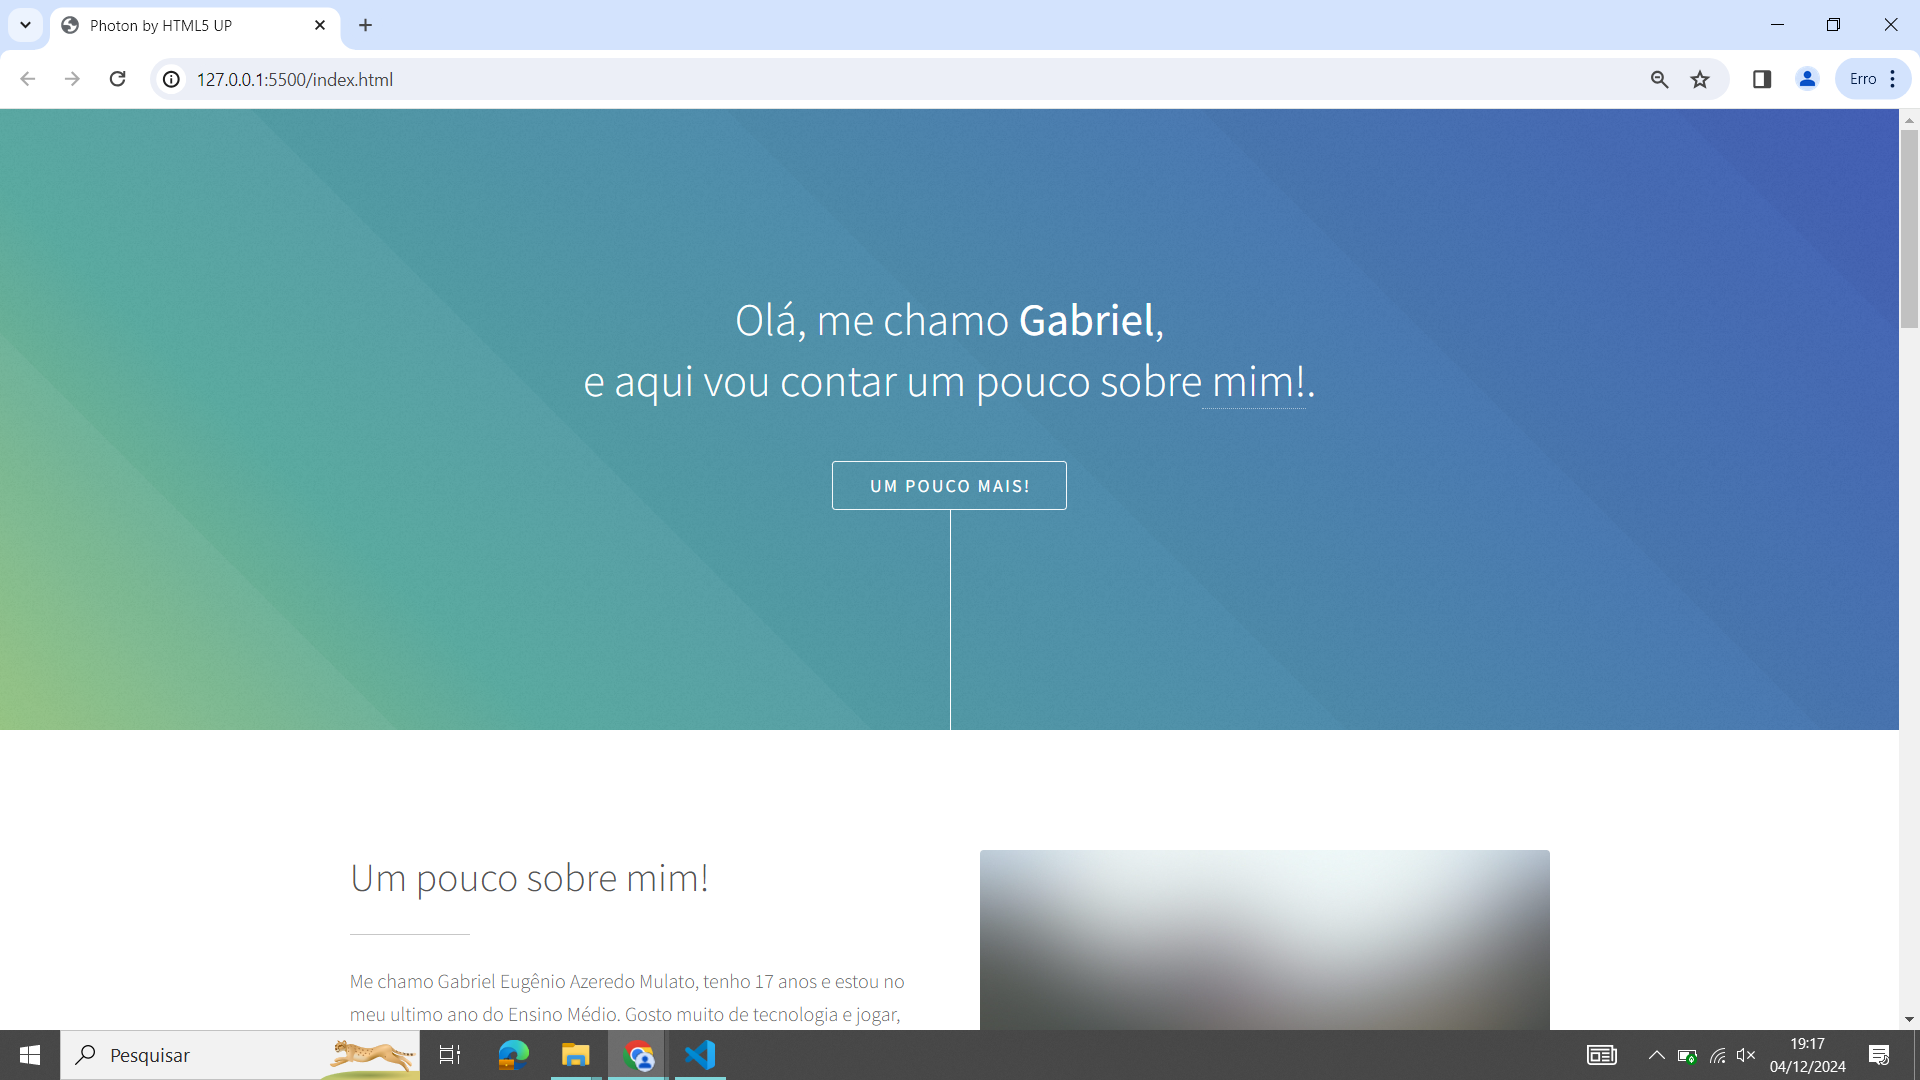 Photon by HTML5 UP
127.0.0.1:5500/index.html
Erro
Olá, me chamo Gabriel,
e aqui vou contar um pouco sobre mim!.
UM POUCO MAIS!
Um pouco sobre mim!
Me chamo Gabriel Eugênio Azeredo Mulato, tenho 17 anos e estou no
meu ultimo ano do Ensino Médio. Gosto muito de tecnologia e jogar,
Pesquisar
19:17
04/12/2024